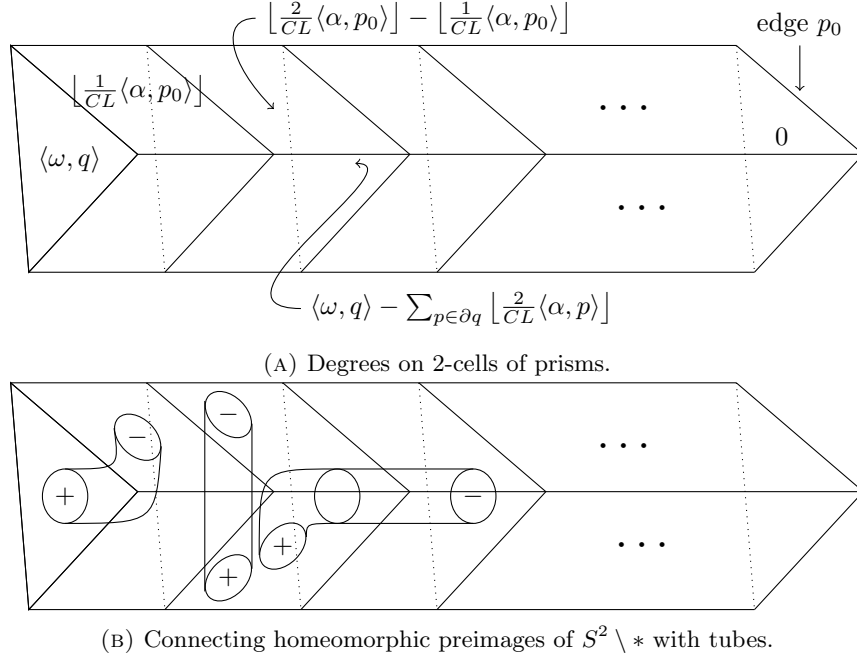 ⌊2/CL ⟨α, p₀⟩⌋ − ⌊1/CL ⟨α, p₀⟩⌋
edge p₀
⌊1/CL ⟨α, p₀⟩⌋
• • •
0
⟨ω, q⟩
• • •
⟨ω, q⟩ − ∑p∈∂q ⌊2/CL ⟨α, p⟩⌋
(A) Degrees on 2-cells of prisms.
−
−
• • •
+
−
• • •
+
+
(B) Connecting homeomorphic preimages of S² \ * with tubes.